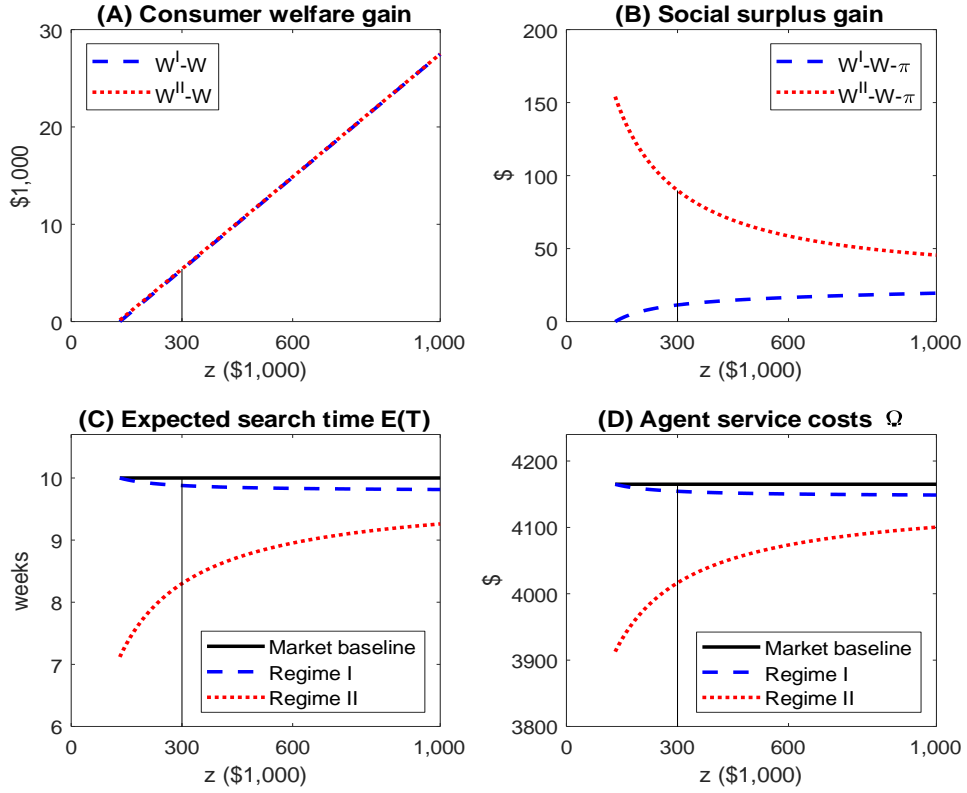 (A) Consumer welfare gain
30
20
10
0
$1,000
W^I-W
W^II-W
0 300 600 1,000
z ($1,000)
(B) Social surplus gain
200
150
100
50
0
$
W^I-W-π
W^II-W-π
0 300 600 1,000
z ($1,000)
(C) Expected search time E(T)
10
9
8
7
6
weeks
Market baseline
Regime I
Regime II
0 300 600 1,000
z ($1,000)
(D) Agent service costs Ω
4200
4100
4000
3900
3800
$
Market baseline
Regime I
Regime II
0 300 600 1,000
z ($1,000)